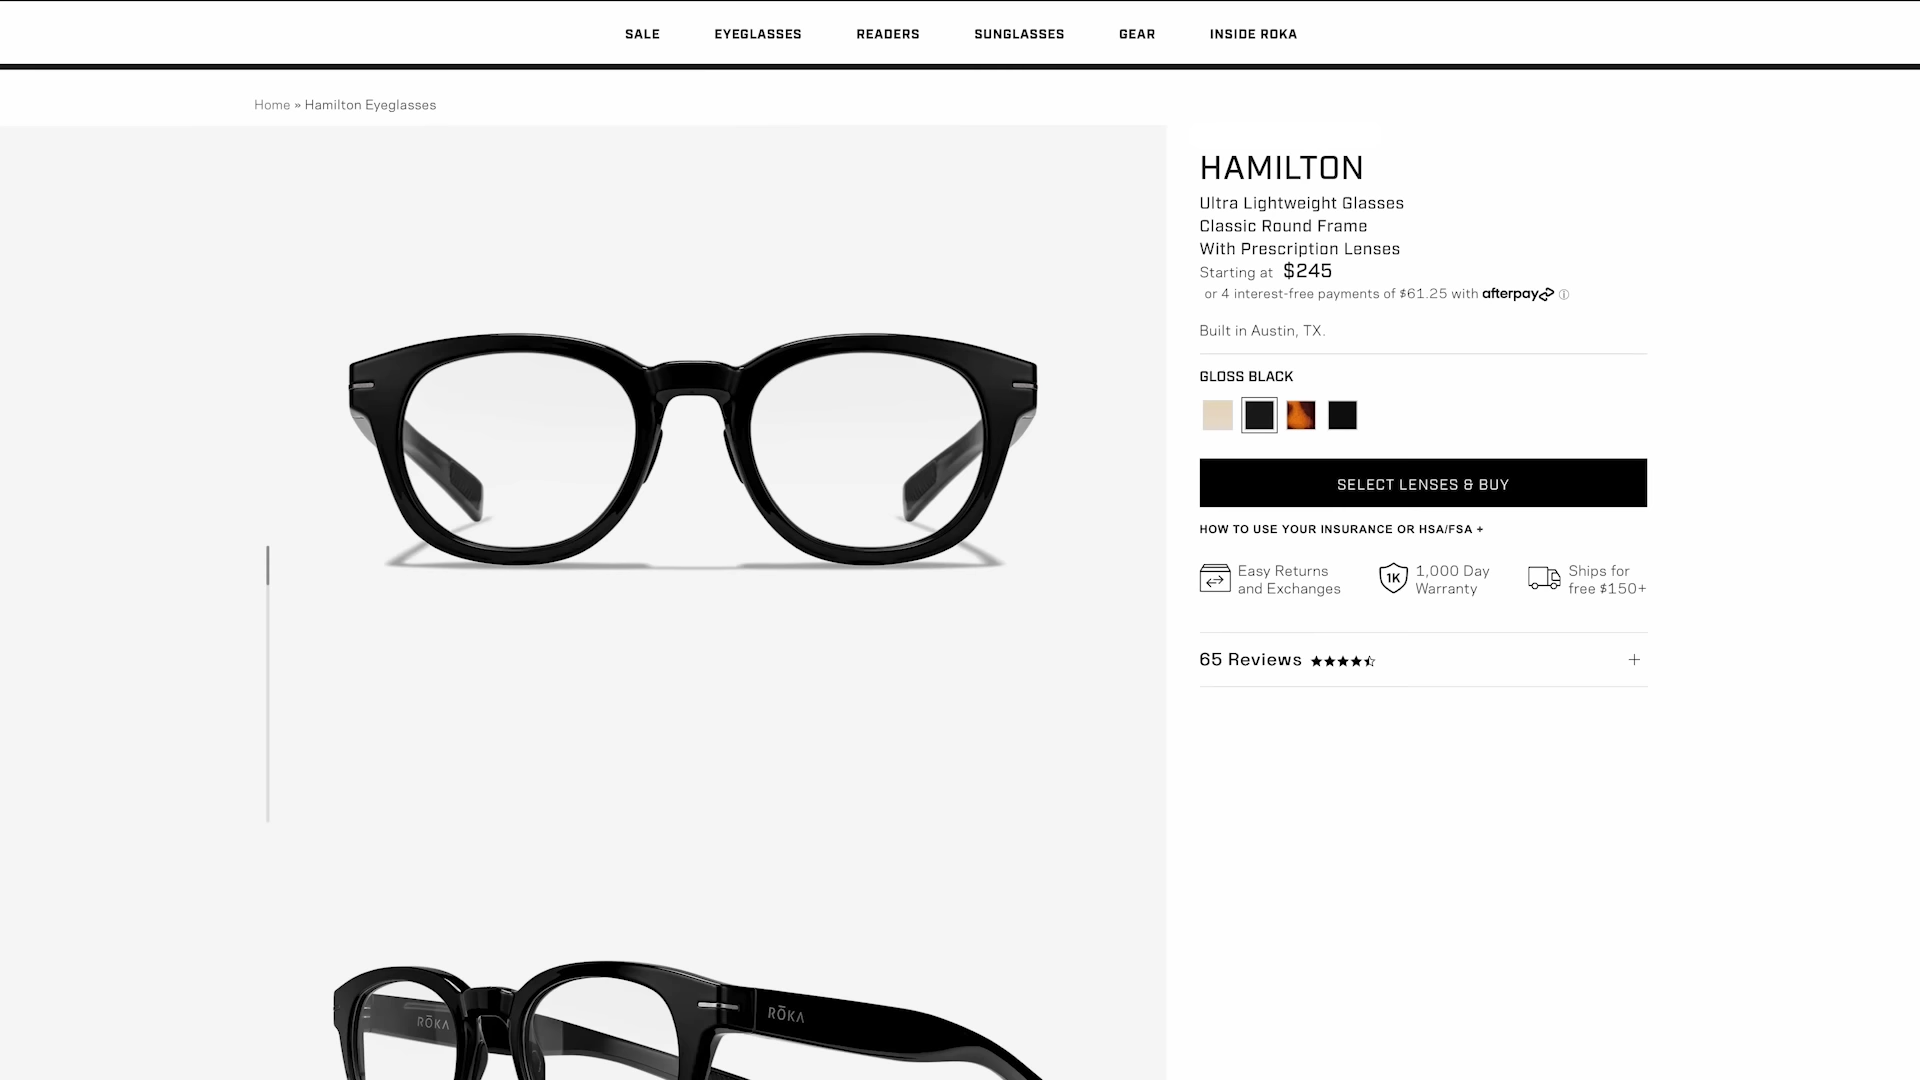 SALE EYEGLASSES READERS SUNGLASSES GEAR INSIDE ROKA
Home » Hamilton Eyeglasses
HAMILTON
Ultra Lightweight Glasses
Classic Round Frame
With Prescription Lenses
Starting at $245
or 4 interest-free payments of $61.25 with afterpay
Built in Austin, TX.
GLOSS BLACK
SELECT LENSES & BUY
HOW TO USE YOUR INSURANCE OR HSA/FSA +
Easy Returns
and Exchanges
1K
1,000 Day
Warranty
Ships for
free $150+
65 Reviews
RŌKA
RŌKA